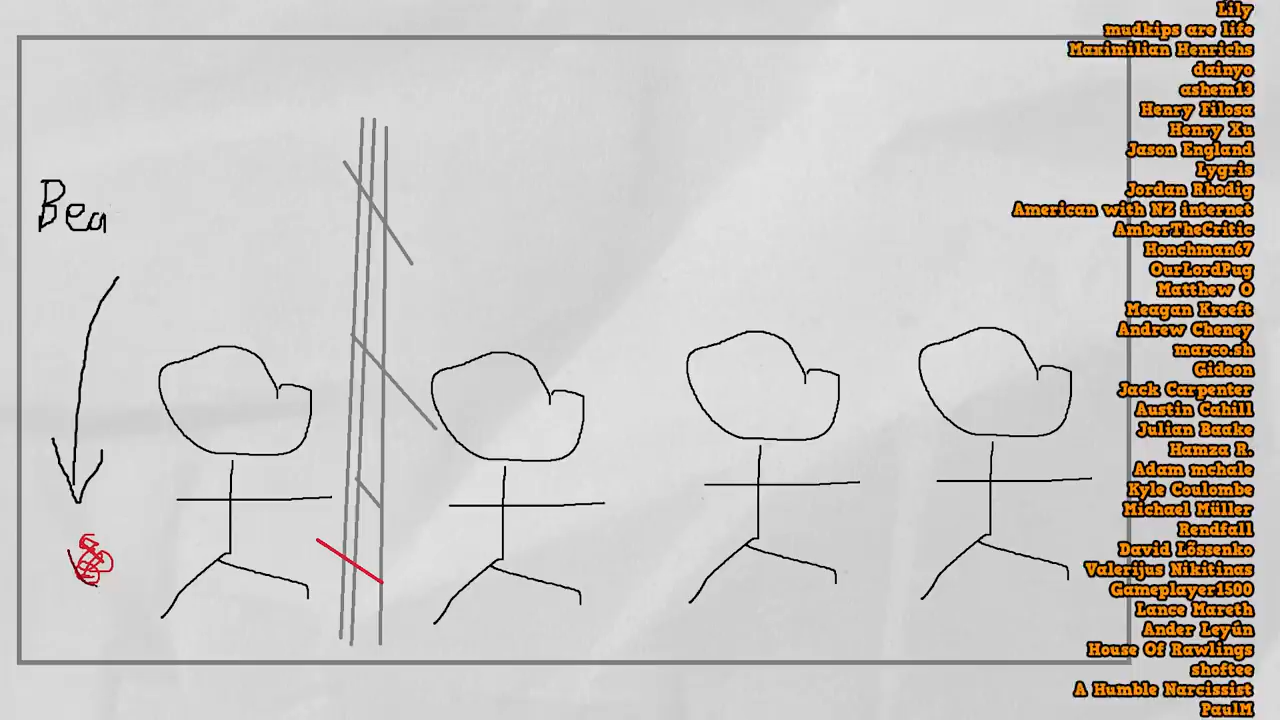 Bea
Lily
mudkips are life
Maximilian Henrichs
dainyo
ashem13
Henry Filosa
Henry Xu
Jason England
Lygris
Jordan Rhodig
American with NZ internet
AmberTheCritic
Honchman67
OurLordPug
Matthew O
Meagan Kreeft
Andrew Cheney
marco.sh
Gideon
Jack Carpenter
Austin Cahill
Julian Baake
Hamza R.
Adam mchale
Kyle Coulombe
Michael Müller
Rendfall
David Lõssenko
Valerijus Nikitinas
Gameplayer1500
Lance Mareth
Ander Leyún
House Of Rawlings
shoftee
A Humble Narcissist
PaulM